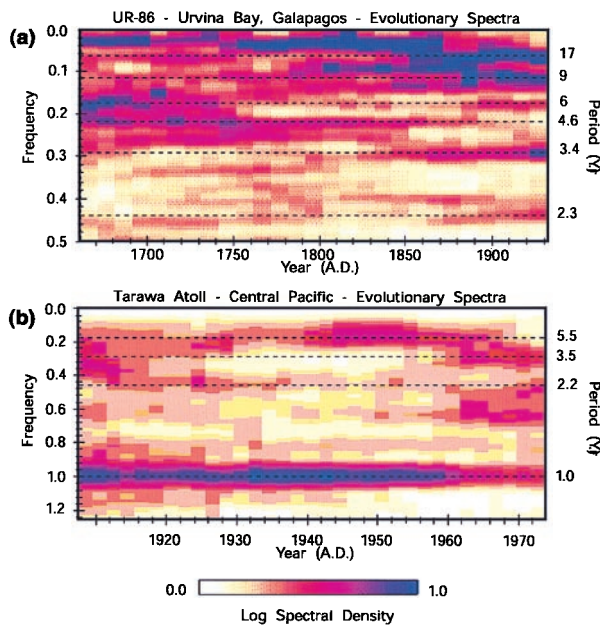 UR-86 - Urvina Bay, Galapagos - Evolutionary Spectra
(a)
0.0
0.1
0.2
0.3
0.4
0.5
Frequency
17
9
6
4.6
3.4
2.3
Period (Y)
1700 1750 1800 1850 1900
Year (A.D.)
Tarawa Atoll - Central Pacific - Evolutionary Spectra
(b)
0.0
0.2
0.4
0.6
0.8
1.0
1.2
Frequency
5.5
3.5
2.2
1.0
Period (Y)
1920 1930 1940 1950 1960 1970
Year (A.D.)
0.0 1.0
Log Spectral Density